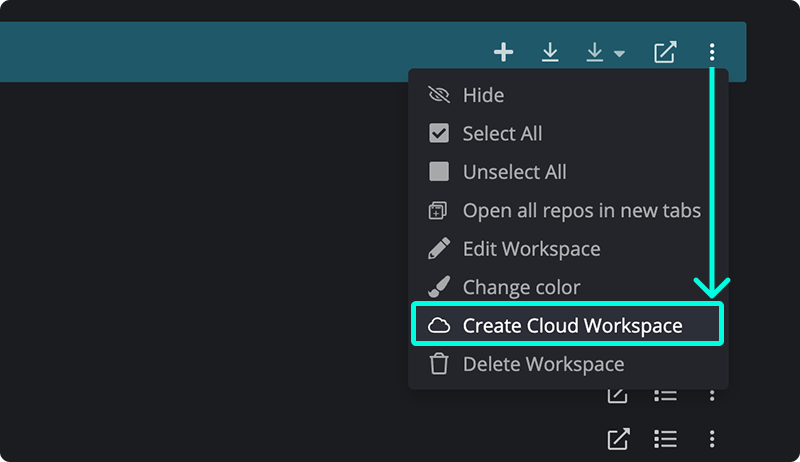 Hide
Select All
Unselect All
Open all repos in new tabs
Edit Workspace
Change color
Create Cloud Workspace
Delete Workspace